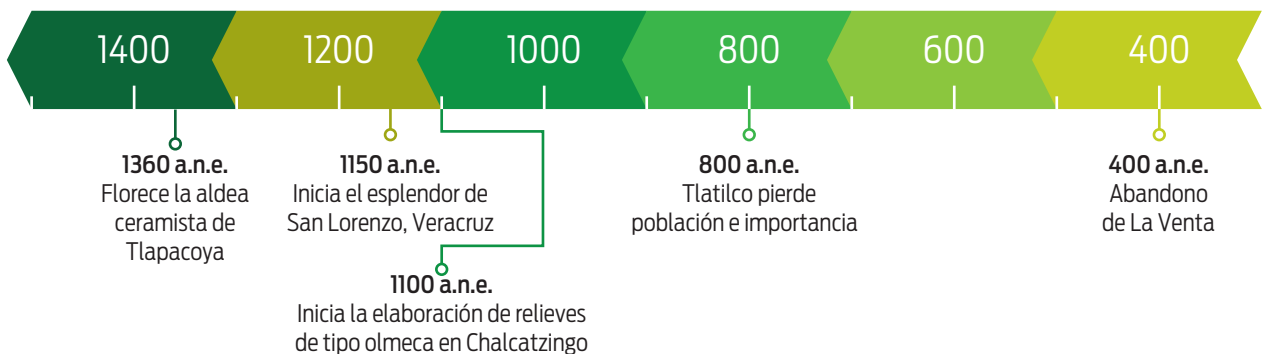 1400 1200 1000 800 600 400
1360 a.n.e.
Florece la aldea
ceramista de
Tlapacoya
1150 a.n.e.
Inicia el esplendor de
San Lorenzo, Veracruz
1100 a.n.e.
Inicia la elaboración de relieves
de tipo olmeca en Chalcatzingo
800 a.n.e.
Tlatilco pierde
población e importancia
400 a.n.e.
Abandono
de La Venta